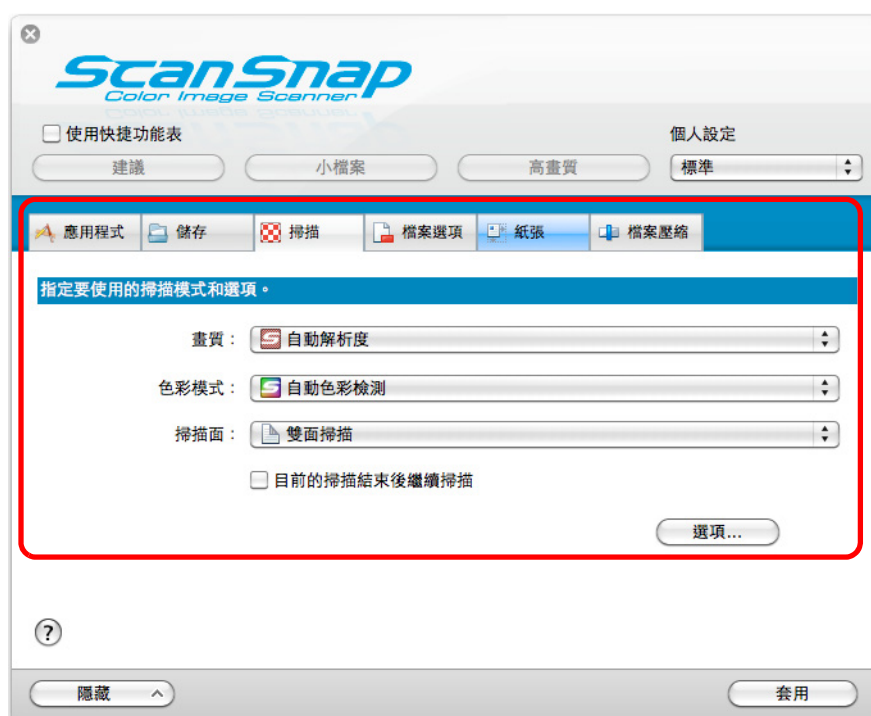 ScanSnap
Color Image Scanner
使用快捷功能表
個人設定
建議 小檔案 高畫質 標準
應用程式 儲存 掃描 檔案選項 紙張 檔案壓縮
指定要使用的掃描模式和選項。
畫質： 自動解析度
色彩模式： 自動色彩檢測
掃描面： 雙面掃描
目前的掃描結束後繼續掃描
選項...
?
隱藏 套用